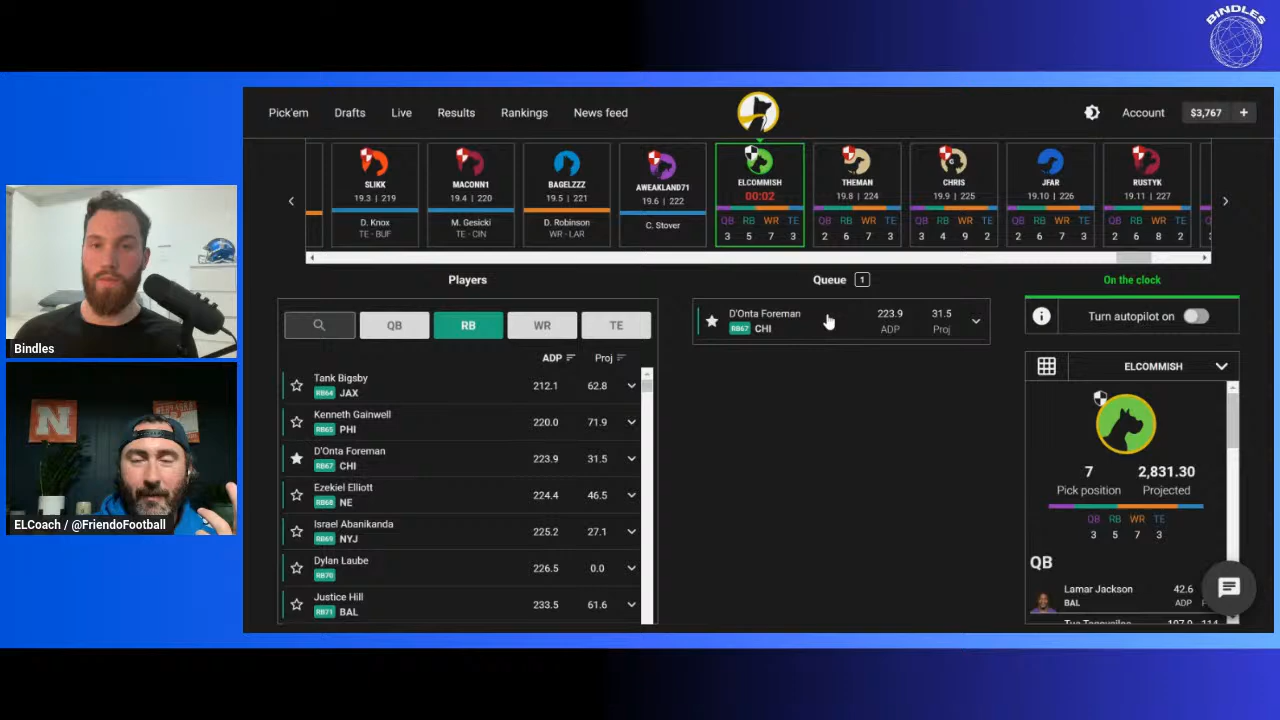 BINDLES
Pick'em Drafts Live Results Rankings News feed Account $3,767 +
SLIKK
19.3 | 219
D. Knox
TE - BUF
MACONN1
19.4 | 220
M. Gesicki
TE - CIN
BAGELZZZ
19.5 | 221
D. Robinson
WR - LAR
AWEAKLAND71
19.6 | 222
C. Stover
ELCOMMISH
00:02
QB RB WR TE
3 5 7 3
THEMAN
19.8 | 224
QB RB WR TE
2 6 7 3
CHRIS
19.9 | 225
QB RB WR TE
3 4 9 2
JFAR
19.10 | 226
QB RB WR TE
2 6 7 3
RUSTYK
19.11 | 227
QB RB WR TE
2 6 8 2
Players
QB RB WR TE
ADP Proj
Tank Bigsby
RB64 JAX
212.1 62.8
Kenneth Gainwell
RB65 PHI
220.0 71.9
D'Onta Foreman
RB67 CHI
223.9 31.5
Ezekiel Elliott
RB68 NE
224.4 46.5
Israel Abanikanda
RB69 NYJ
225.2 27.1
Dylan Laube
RB70
226.5 0.0
Justice Hill
RB71 BAL
233.5 61.6
Queue 1
D'Onta Foreman
RB67 CHI
223.9 31.5
ADP Proj
On the clock
Turn autopilot on
ELCOMMISH
7 2,831.30
Pick position Projected
QB RB WR TE
3 5 7 3
QB
Lamar Jackson 42.6
BAL ADP
Bindles
N
ELCoach / @FriendoFootball